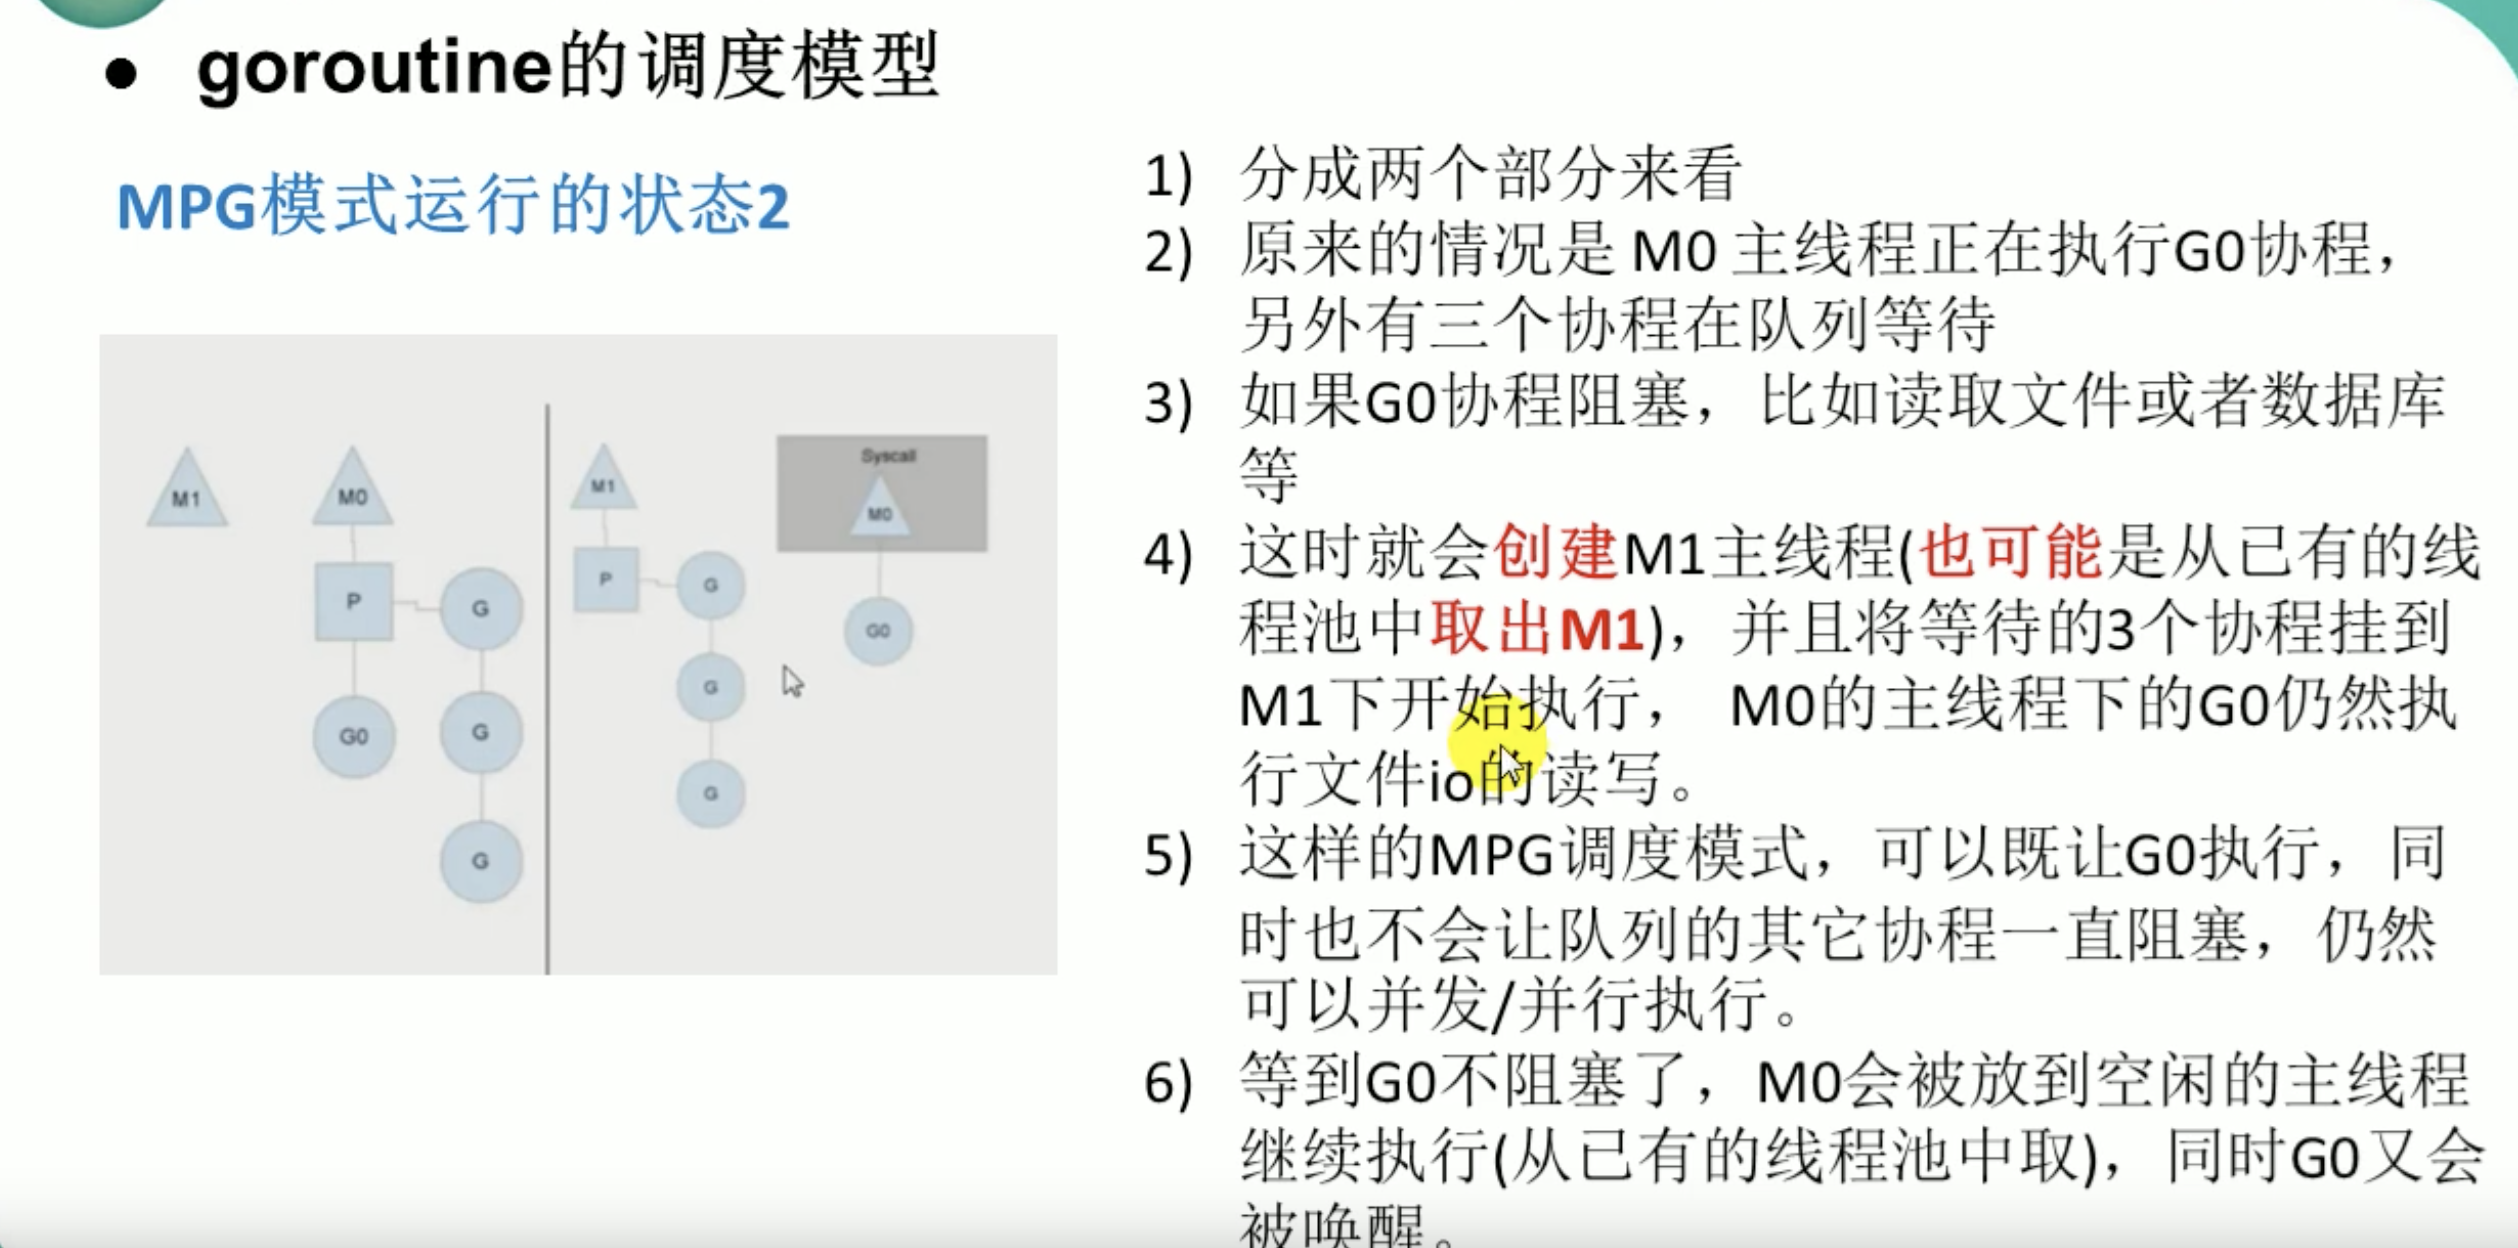 ● goroutine的调度模型
MPG模式运行的状态2
M1
M0
P
G
G0
G
G
M1
P
G
G
G
Syscall
M0
G0
1) 分成两个部分来看
2) 原来的情况是 M0 主线程正在执行G0协程，
另外有三个协程在队列等待
3) 如果G0协程阻塞，比如读取文件或者数据库
等
4) 这时就会创建M1主线程(也可能是从已有的线
程池中取出M1)，并且将等待的3个协程挂到
M1下开始执行， M0的主线程下的G0仍然执
行文件io的读写。
5) 这样的MPG调度模式，可以既让G0执行，同
时也不会让队列的其它协程一直阻塞，仍然
可以并发/并行执行。
6) 等到G0不阻塞了，M0会被放到空闲的主线程
继续执行(从已有的线程池中取)，同时G0又会
被唤醒。